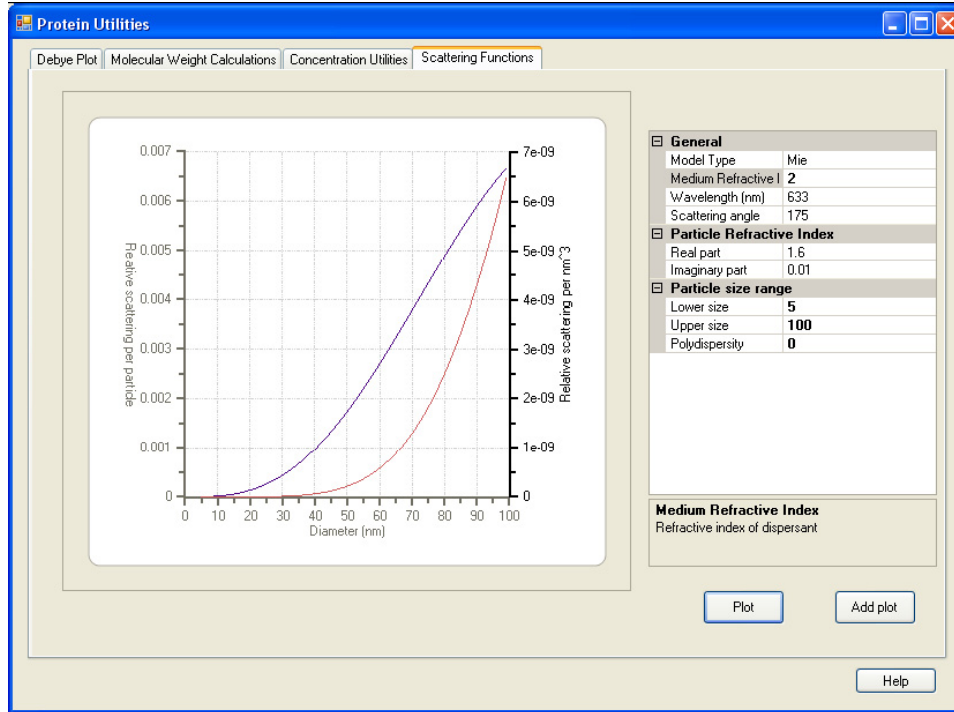 Protein Utilities
Debye Plot Molecular Weight Calculations Concentration Utilities Scattering Functions
0.007
0.006
0.005
0.004
0.003
0.002
0.001
0
Reative scattering per particle
7e-09
6e-09
5e-09
4e-09
3e-09
2e-09
1e-09
0
Relative scattering per nm^3
0 10 20 30 40 50 60 70 80 90 100
Diameter (nm)
General
Model Type Mie
Medium Refractive I 2
Wavelength (nm) 633
Scattering angle 175
Particle Refractive Index
Real part 1.6
Imaginary part 0.01
Particle size range
Lower size 5
Upper size 100
Polydispersity 0
Medium Refractive Index
Refractive index of dispersant
Plot Add plot
Help